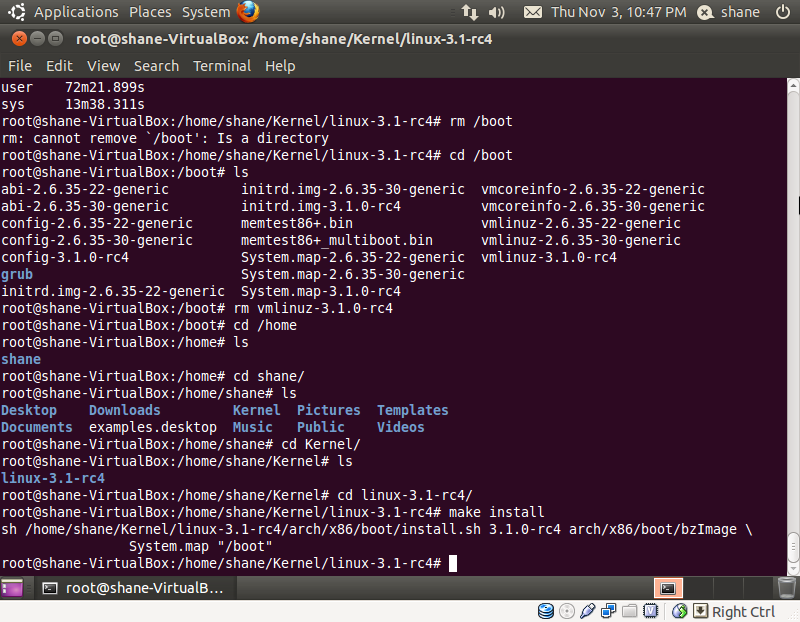 Applications Places System Thu Nov 3, 10:47 PM shane
root@shane-VirtualBox: /home/shane/Kernel/linux-3.1-rc4
File Edit View Search Terminal Help
user    72m21.899s
sys     13m38.311s
root@shane-VirtualBox:/home/shane/Kernel/linux-3.1-rc4# rm /boot
rm: cannot remove `/boot': Is a directory
root@shane-VirtualBox:/home/shane/Kernel/linux-3.1-rc4# cd /boot
root@shane-VirtualBox:/boot# ls
abi-2.6.35-22-generic         initrd.img-2.6.35-30-generic  vmcoreinfo-2.6.35-22-generic
abi-2.6.35-30-generic         initrd.img-3.1.0-rc4          vmcoreinfo-2.6.35-30-generic
config-2.6.35-22-generic      memtest86+.bin                vmlinuz-2.6.35-22-generic
config-2.6.35-30-generic      memtest86+_multiboot.bin      vmlinuz-2.6.35-30-generic
config-3.1.0-rc4              System.map-2.6.35-22-generic  vmlinuz-3.1.0-rc4
grub                          System.map-2.6.35-30-generic
initrd.img-2.6.35-22-generic  System.map-3.1.0-rc4
root@shane-VirtualBox:/boot# rm vmlinuz-3.1.0-rc4
root@shane-VirtualBox:/boot# cd /home
root@shane-VirtualBox:/home# ls
shane
root@shane-VirtualBox:/home# cd shane/
root@shane-VirtualBox:/home/shane# ls
Desktop    Downloads         Kernel  Pictures  Templates
Documents  examples.desktop  Music   Public    Videos
root@shane-VirtualBox:/home/shane# cd Kernel/
root@shane-VirtualBox:/home/shane/Kernel# ls
linux-3.1-rc4
root@shane-VirtualBox:/home/shane/Kernel# cd linux-3.1-rc4/
root@shane-VirtualBox:/home/shane/Kernel/linux-3.1-rc4# make install
sh /home/shane/Kernel/linux-3.1-rc4/arch/x86/boot/install.sh 3.1.0-rc4 arch/x86/boot/bzImage \
                System.map "/boot"
root@shane-VirtualBox:/home/shane/Kernel/linux-3.1-rc4#
root@shane-VirtualB...
Right Ctrl